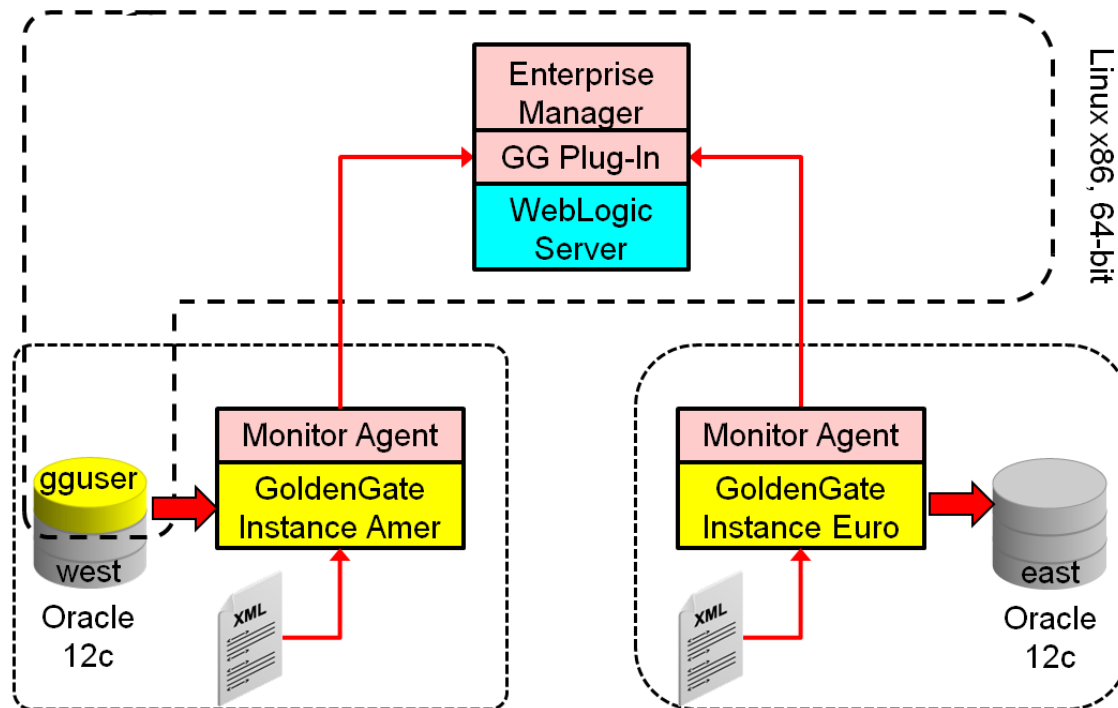 Enterprise
Manager
GG Plug-In
WebLogic
Server
Linux x86, 64-bit
Monitor Agent
GoldenGate
Instance Amer
gguser
west
Oracle
12c
XML
Monitor Agent
GoldenGate
Instance Euro
east
Oracle
12c
XML